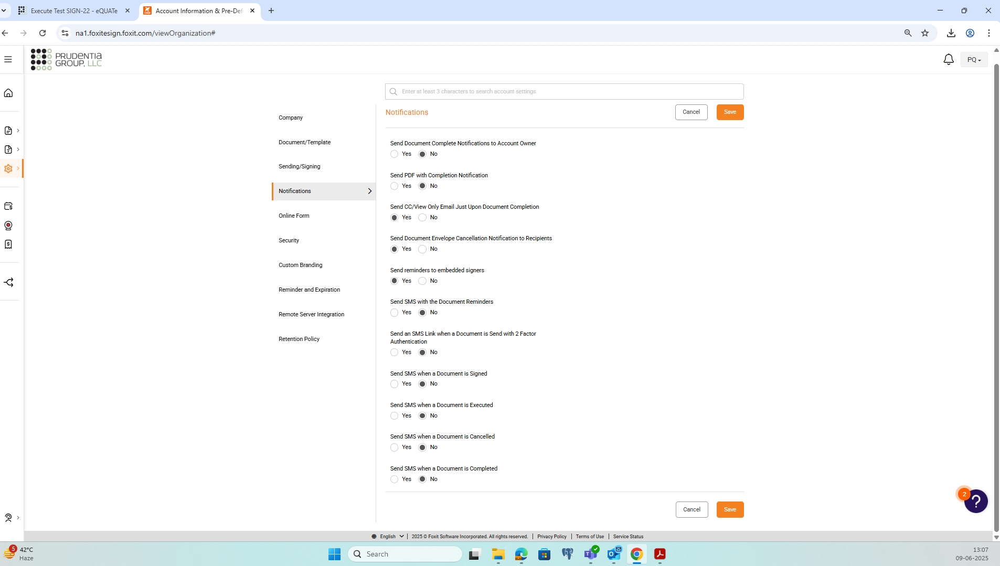 Execute Test SIGN-22 - eQUATe
Account Information & Pre-Def
na1.foxitesign.foxit.com/viewOrganization#
PRUDENTIA
GROUP, LLC
PQ
Enter at least 3 characters to search account settings
Company
Document/Template
Sending/Signing
Notifications
Online Form
Security
Custom Branding
Reminder and Expiration
Remote Server Integration
Retention Policy
Notifications
Cancel Save
Send Document Complete Notifications to Account Owner
Yes No
Send PDF with Completion Notification
Yes No
Send CC/View Only Email Just Upon Document Completion
Yes No
Send Document Envelope Cancellation Notification to Recipients
Yes No
Send reminders to embedded signers
Yes No
Send SMS with the Document Reminders
Yes No
Send an SMS Link when a Document is Send with 2 Factor
Authentication
Yes No
Send SMS when a Document is Signed
Yes No
Send SMS when a Document is Executed
Yes No
Send SMS when a Document is Cancelled
Yes No
Send SMS when a Document is Completed
Yes No
Cancel Save
2
?
English | 2025 © Foxit Software Incorporated. All rights reserved. | Privacy Policy | Terms of Use | Service Status
5
42°C
Haze
Search
13:07
09-06-2025